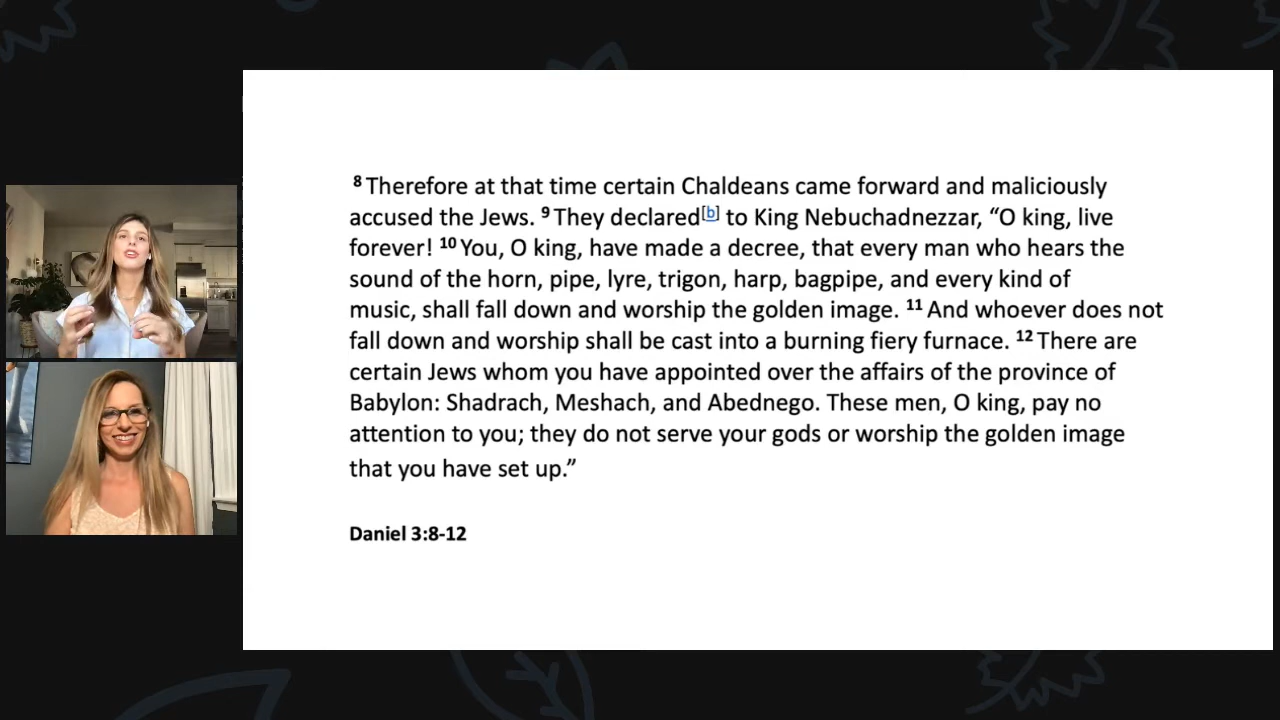 8 Therefore at that time certain Chaldeans came forward and maliciously
accused the Jews. 9 They declared[b] to King Nebuchadnezzar, “O king, live
forever! 10 You, O king, have made a decree, that every man who hears the
sound of the horn, pipe, lyre, trigon, harp, bagpipe, and every kind of
music, shall fall down and worship the golden image. 11 And whoever does not
fall down and worship shall be cast into a burning fiery furnace. 12 There are
certain Jews whom you have appointed over the affairs of the province of
Babylon: Shadrach, Meshach, and Abednego. These men, O king, pay no
attention to you; they do not serve your gods or worship the golden image
that you have set up.”
Daniel 3:8-12